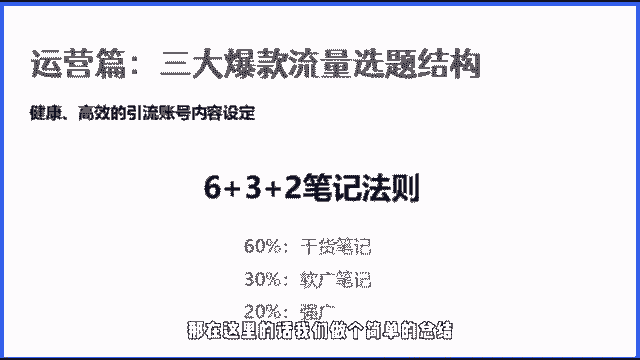 运营篇：三大爆款流量选题结构
健康、高效的引流账号内容设定
6+3+2笔记法则
60%：干货笔记
30%：软广笔记
20%：强广
那在这里的话我们做个简单的总结